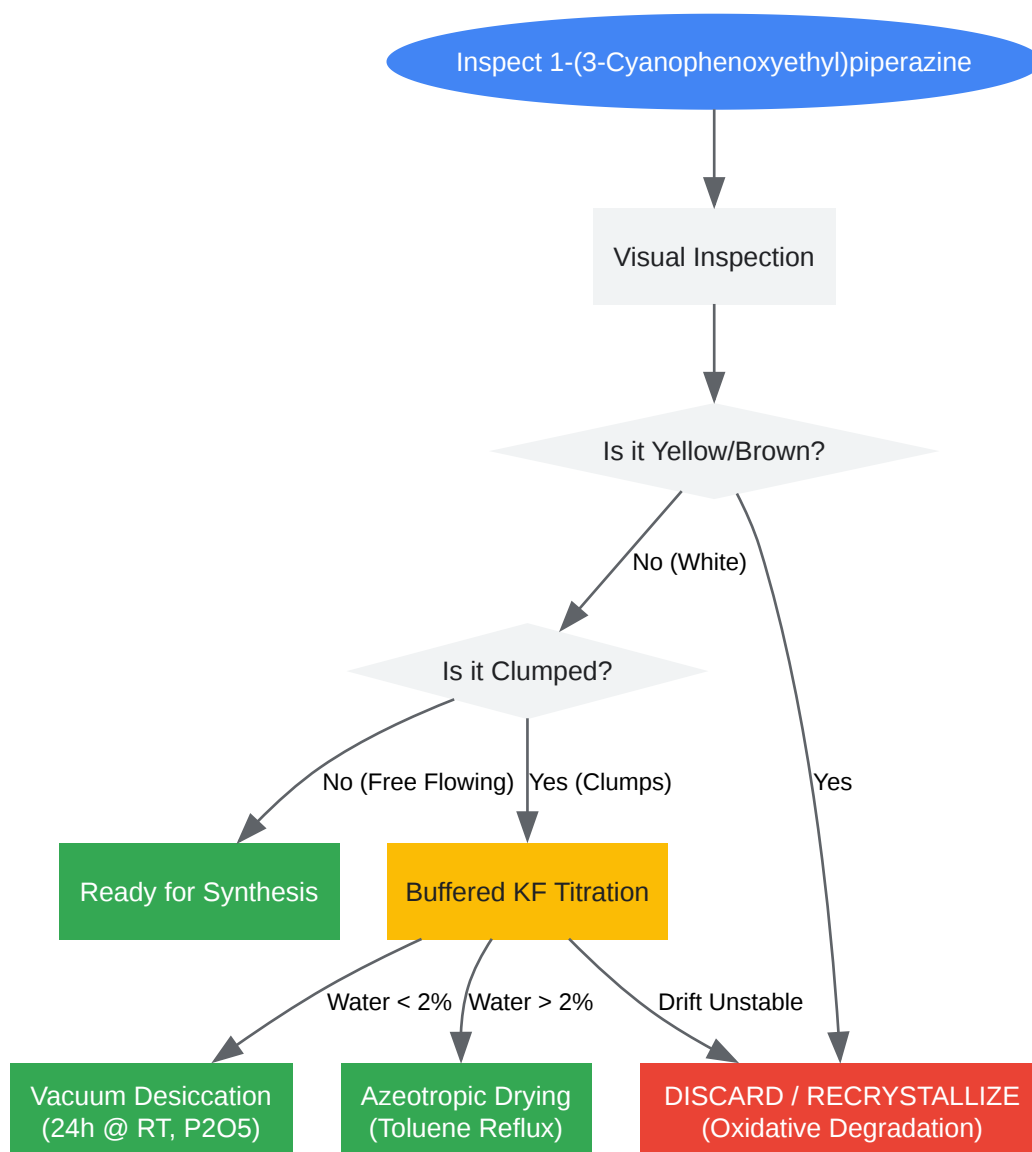 Inspect 1-(3-Cyanophenoxyethyl)piperazine
Visual Inspection
Is it Yellow/Brown?
No (White)
Is it Clumped?
No (Free Flowing)
Yes (Clumps)
Yes
Ready for Synthesis
Buffered KF Titration
Water < 2%
Water > 2%
Drift Unstable
Vacuum Desiccation
(24h @ RT, P2O5)
Azeotropic Drying
(Toluene Reflux)
DISCARD / RECRYSTALLIZE
(Oxidative Degradation)